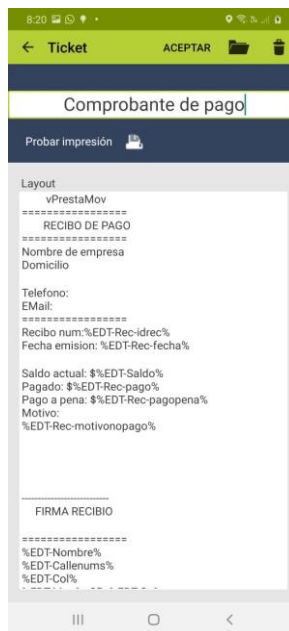 8:20
Ticket
ACEPTAR
Comprobante de pago
Probar impresión
Layout
vPrestaMov
=================
RECIBO DE PAGO
=================
Nombre de empresa
Domicilio
Telefono:
EMail:
=================
Recibo num:%EDT-Rec-idrec%
Fecha emision: %EDT-Rec-fecha%
Saldo actual: $%EDT-Saldo%
Pagado: $%EDT-Rec-pago%
Pago a pena: $%EDT-Rec-pagopena%
Motivo:
%EDT-Rec-motivonopago%
FIRMA RECIBIO
=================
%EDT-Nombre%
%EDT-Callenums%
%EDT-Col%